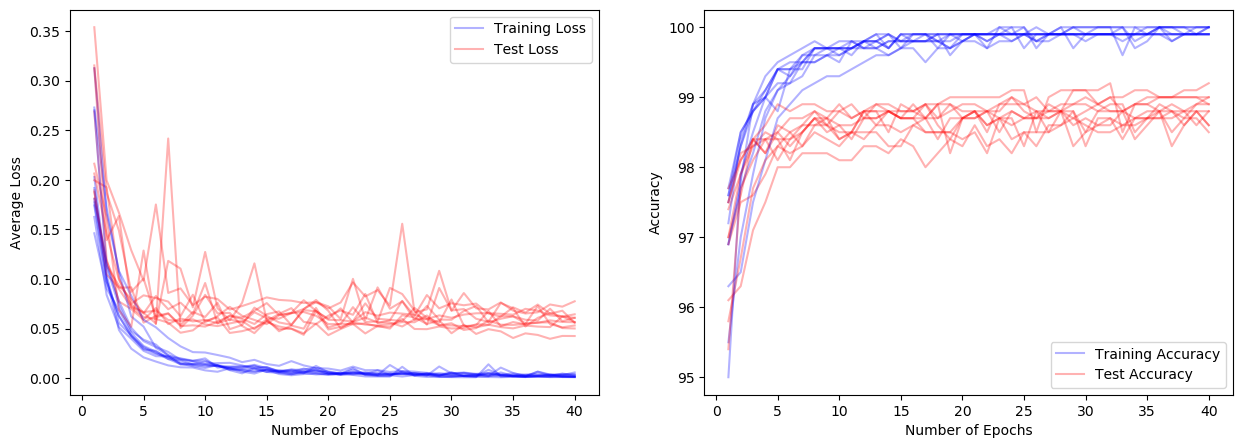 0.35
0.30
0.25
0.20
0.15
0.10
0.05
0.00
Average Loss
0 5 10 15 20 25 30 35 40
Number of Epochs
Training Loss
Test Loss
100
99
98
97
96
95
Accuracy
0 5 10 15 20 25 30 35 40
Number of Epochs
Training Accuracy
Test Accuracy